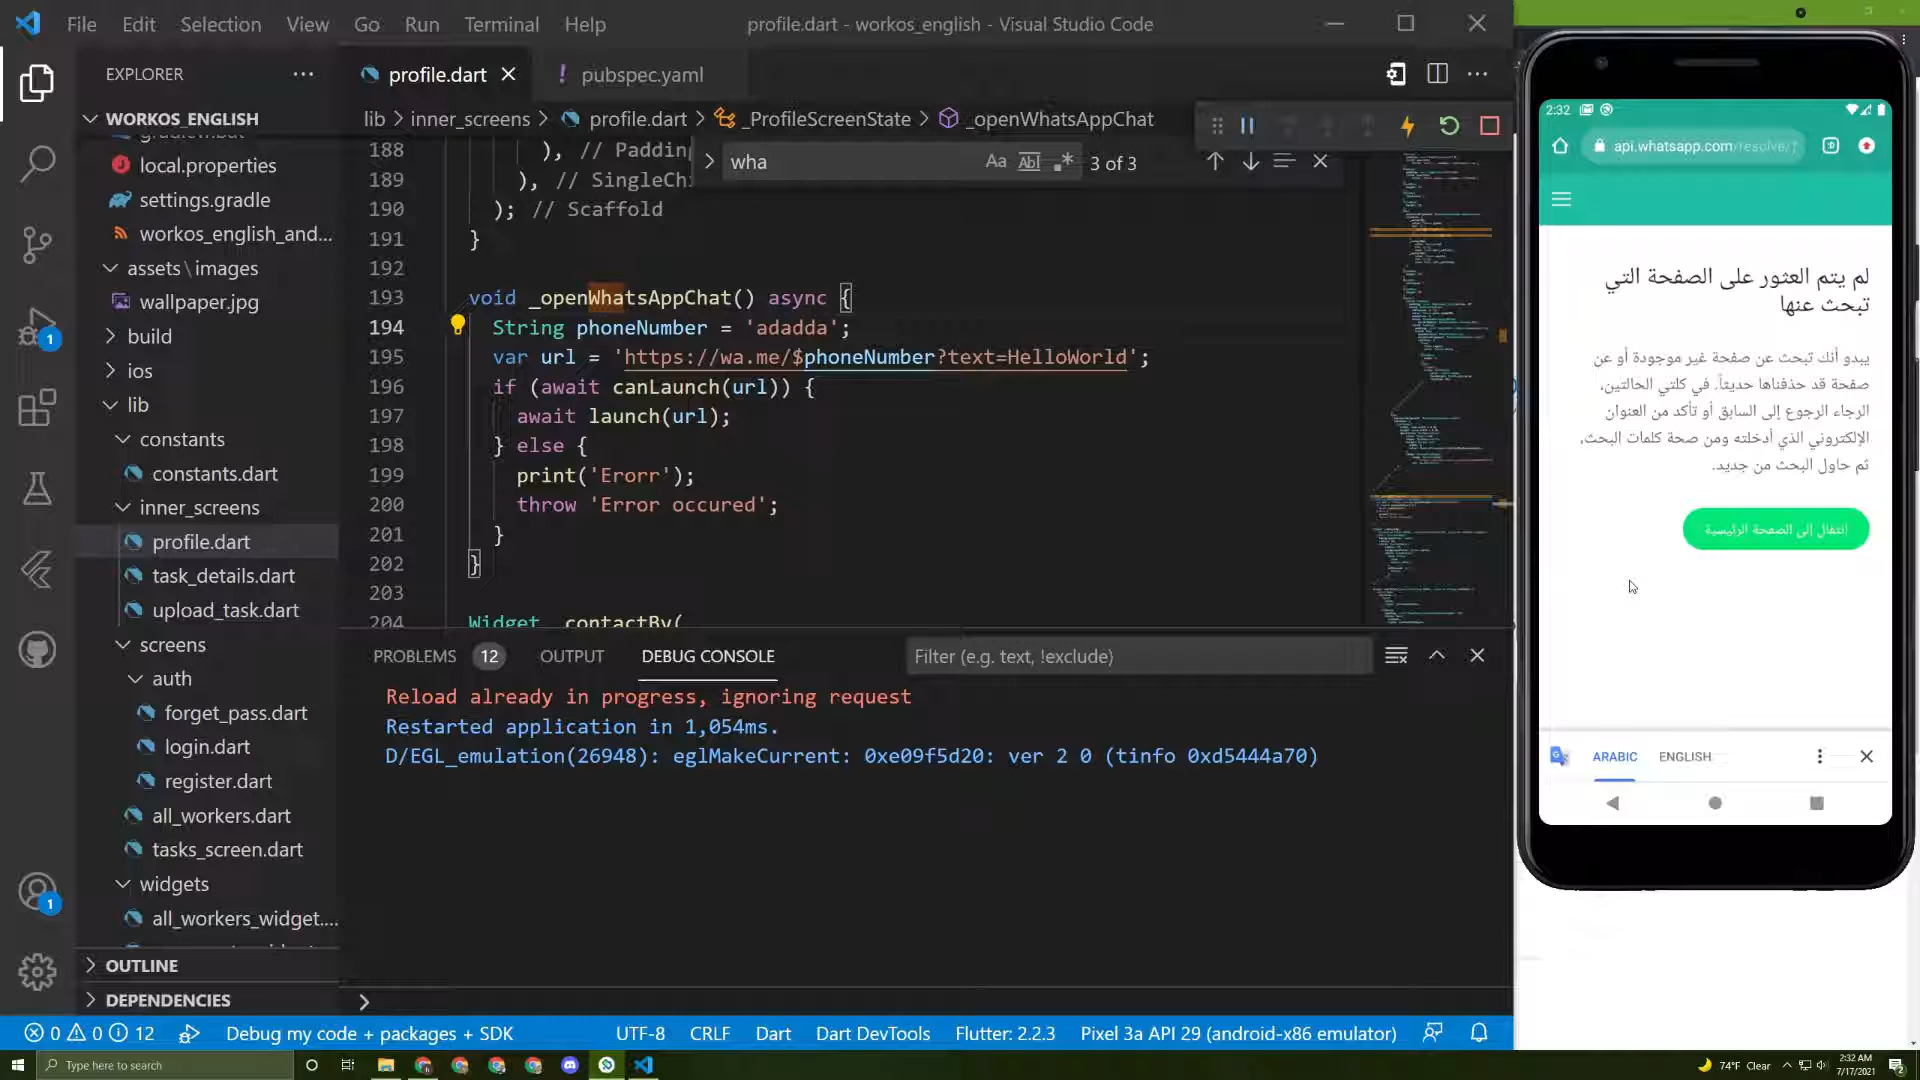 File Edit Selection View Go Run Terminal Help
profile.dart - workos_english - Visual Studio Code
EXPLORER
WORKOS_ENGLISH
gradlew.bat
local.properties
settings.gradle
workos_english_and...
assets\images
wallpaper.jpg
build
ios
lib
constants
constants.dart
inner_screens
profile.dart
task_details.dart
upload_task.dart
screens
auth
forget_pass.dart
login.dart
register.dart
all_workers.dart
tasks_screen.dart
widgets
all_workers_widget....
OUTLINE
DEPENDENCIES
1
1
profile.dart
! pubspec.yaml
lib > inner_screens > profile.dart > _ProfileScreenState > _openWhatsAppChat
wha
Aa Abl .* 3 of 3
188 ), // Paddin
189 ), // SingleChi
190 ); // Scaffold
191 }
192
193 void _openWhatsAppChat() async {
194 String phoneNumber = 'adadda';
195 var url = 'https://wa.me/$phoneNumber?text=HelloWorld';
196 if (await canLaunch(url)) {
197 await launch(url);
198 } else {
199 print('Erorr');
200 throw 'Error occured';
201 }
202 }
203
204 Widget _contactBy(
PROBLEMS 12 OUTPUT DEBUG CONSOLE
Filter (e.g. text, !exclude)
Reload already in progress, ignoring request
Restarted application in 1,054ms.
D/EGL_emulation(26948): eglMakeCurrent: 0xe09f5d20: ver 2 0 (tinfo 0xd5444a70)
0 0 12 Debug my code + packages + SDK
UTF-8 CRLF Dart Dart DevTools Flutter: 2.2.3 Pixel 3a API 29 (android-x86 emulator)
2:32
api.whatsapp.com/resolve/
لم يتم العثور على الصفحة التي
تبحث عنها
يبدو أنك تبحث عن صفحة غير موجودة أو عن
صفحة قد حذفناها حديثاً. في كلتي الحالتين،
الرجاء الرجوع إلى السابق أو تأكد من العنوان
الإلكتروني الذي أدخلته ومن صحة كلمات البحث،
ثم حاول البحث من جديد.
انتقال إلى الصفحة الرئيسية
ARABIC ENGLISH
Type here to search
74°F Clear
2:32 AM
7/17/2021
2